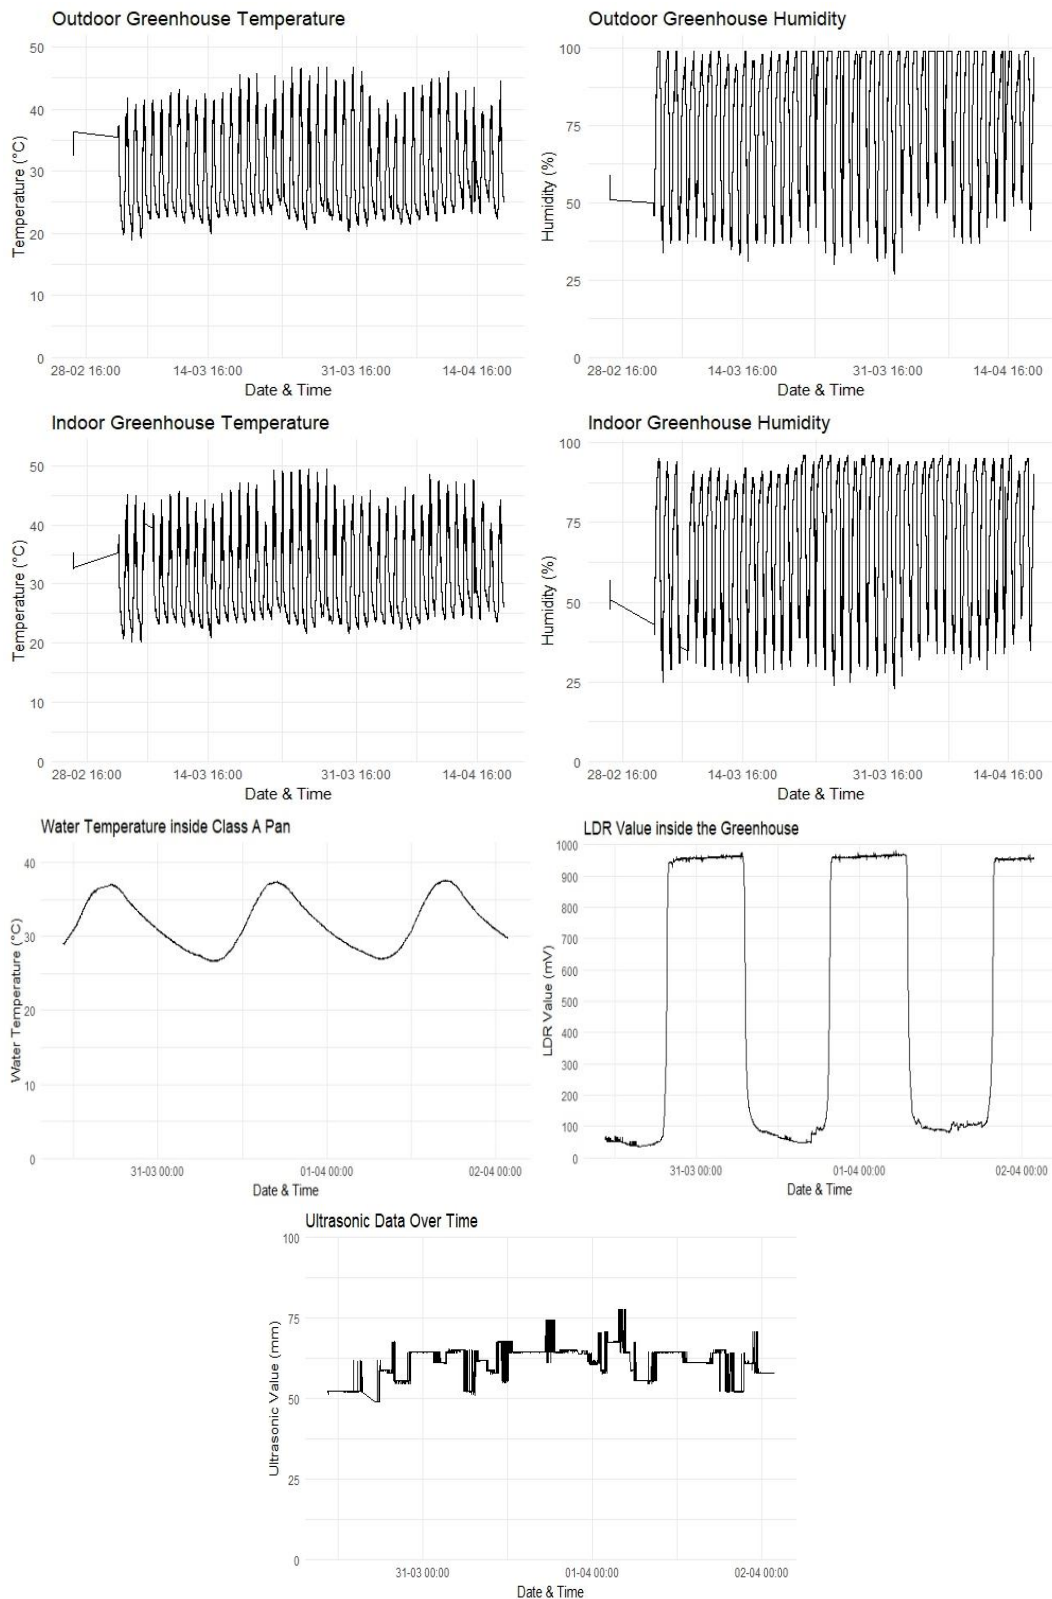 Outdoor Greenhouse Temperature
50
40
30
20
10
0
Temperature (°C)
28-02 16:00 14-03 16:00 31-03 16:00 14-04 16:00
Date & Time
Outdoor Greenhouse Humidity
100
75
50
25
0
Humidity (%)
28-02 16:00 14-03 16:00 31-03 16:00 14-04 16:00
Date & Time
Indoor Greenhouse Temperature
50
40
30
20
10
0
Temperature (°C)
28-02 16:00 14-03 16:00 31-03 16:00 14-04 16:00
Date & Time
Indoor Greenhouse Humidity
100
75
50
25
0
Humidity (%)
28-02 16:00 14-03 16:00 31-03 16:00 14-04 16:00
Date & Time
Water Temperature inside Class A Pan
40
30
20
10
0
Water Temperature (°C)
31-03 00:00 01-04 00:00 02-04 00:00
Date & Time
LDR Value inside the Greenhouse
1000
900
800
700
600
500
400
300
200
100
0
LDR Value (mV)
31-03 00:00 01-04 00:00 02-04 00:00
Date & Time
Ultrasonic Data Over Time
100
75
50
25
0
Ultrasonic Value (mm)
31-03 00:00 01-04 00:00 02-04 00:00
Date & Time